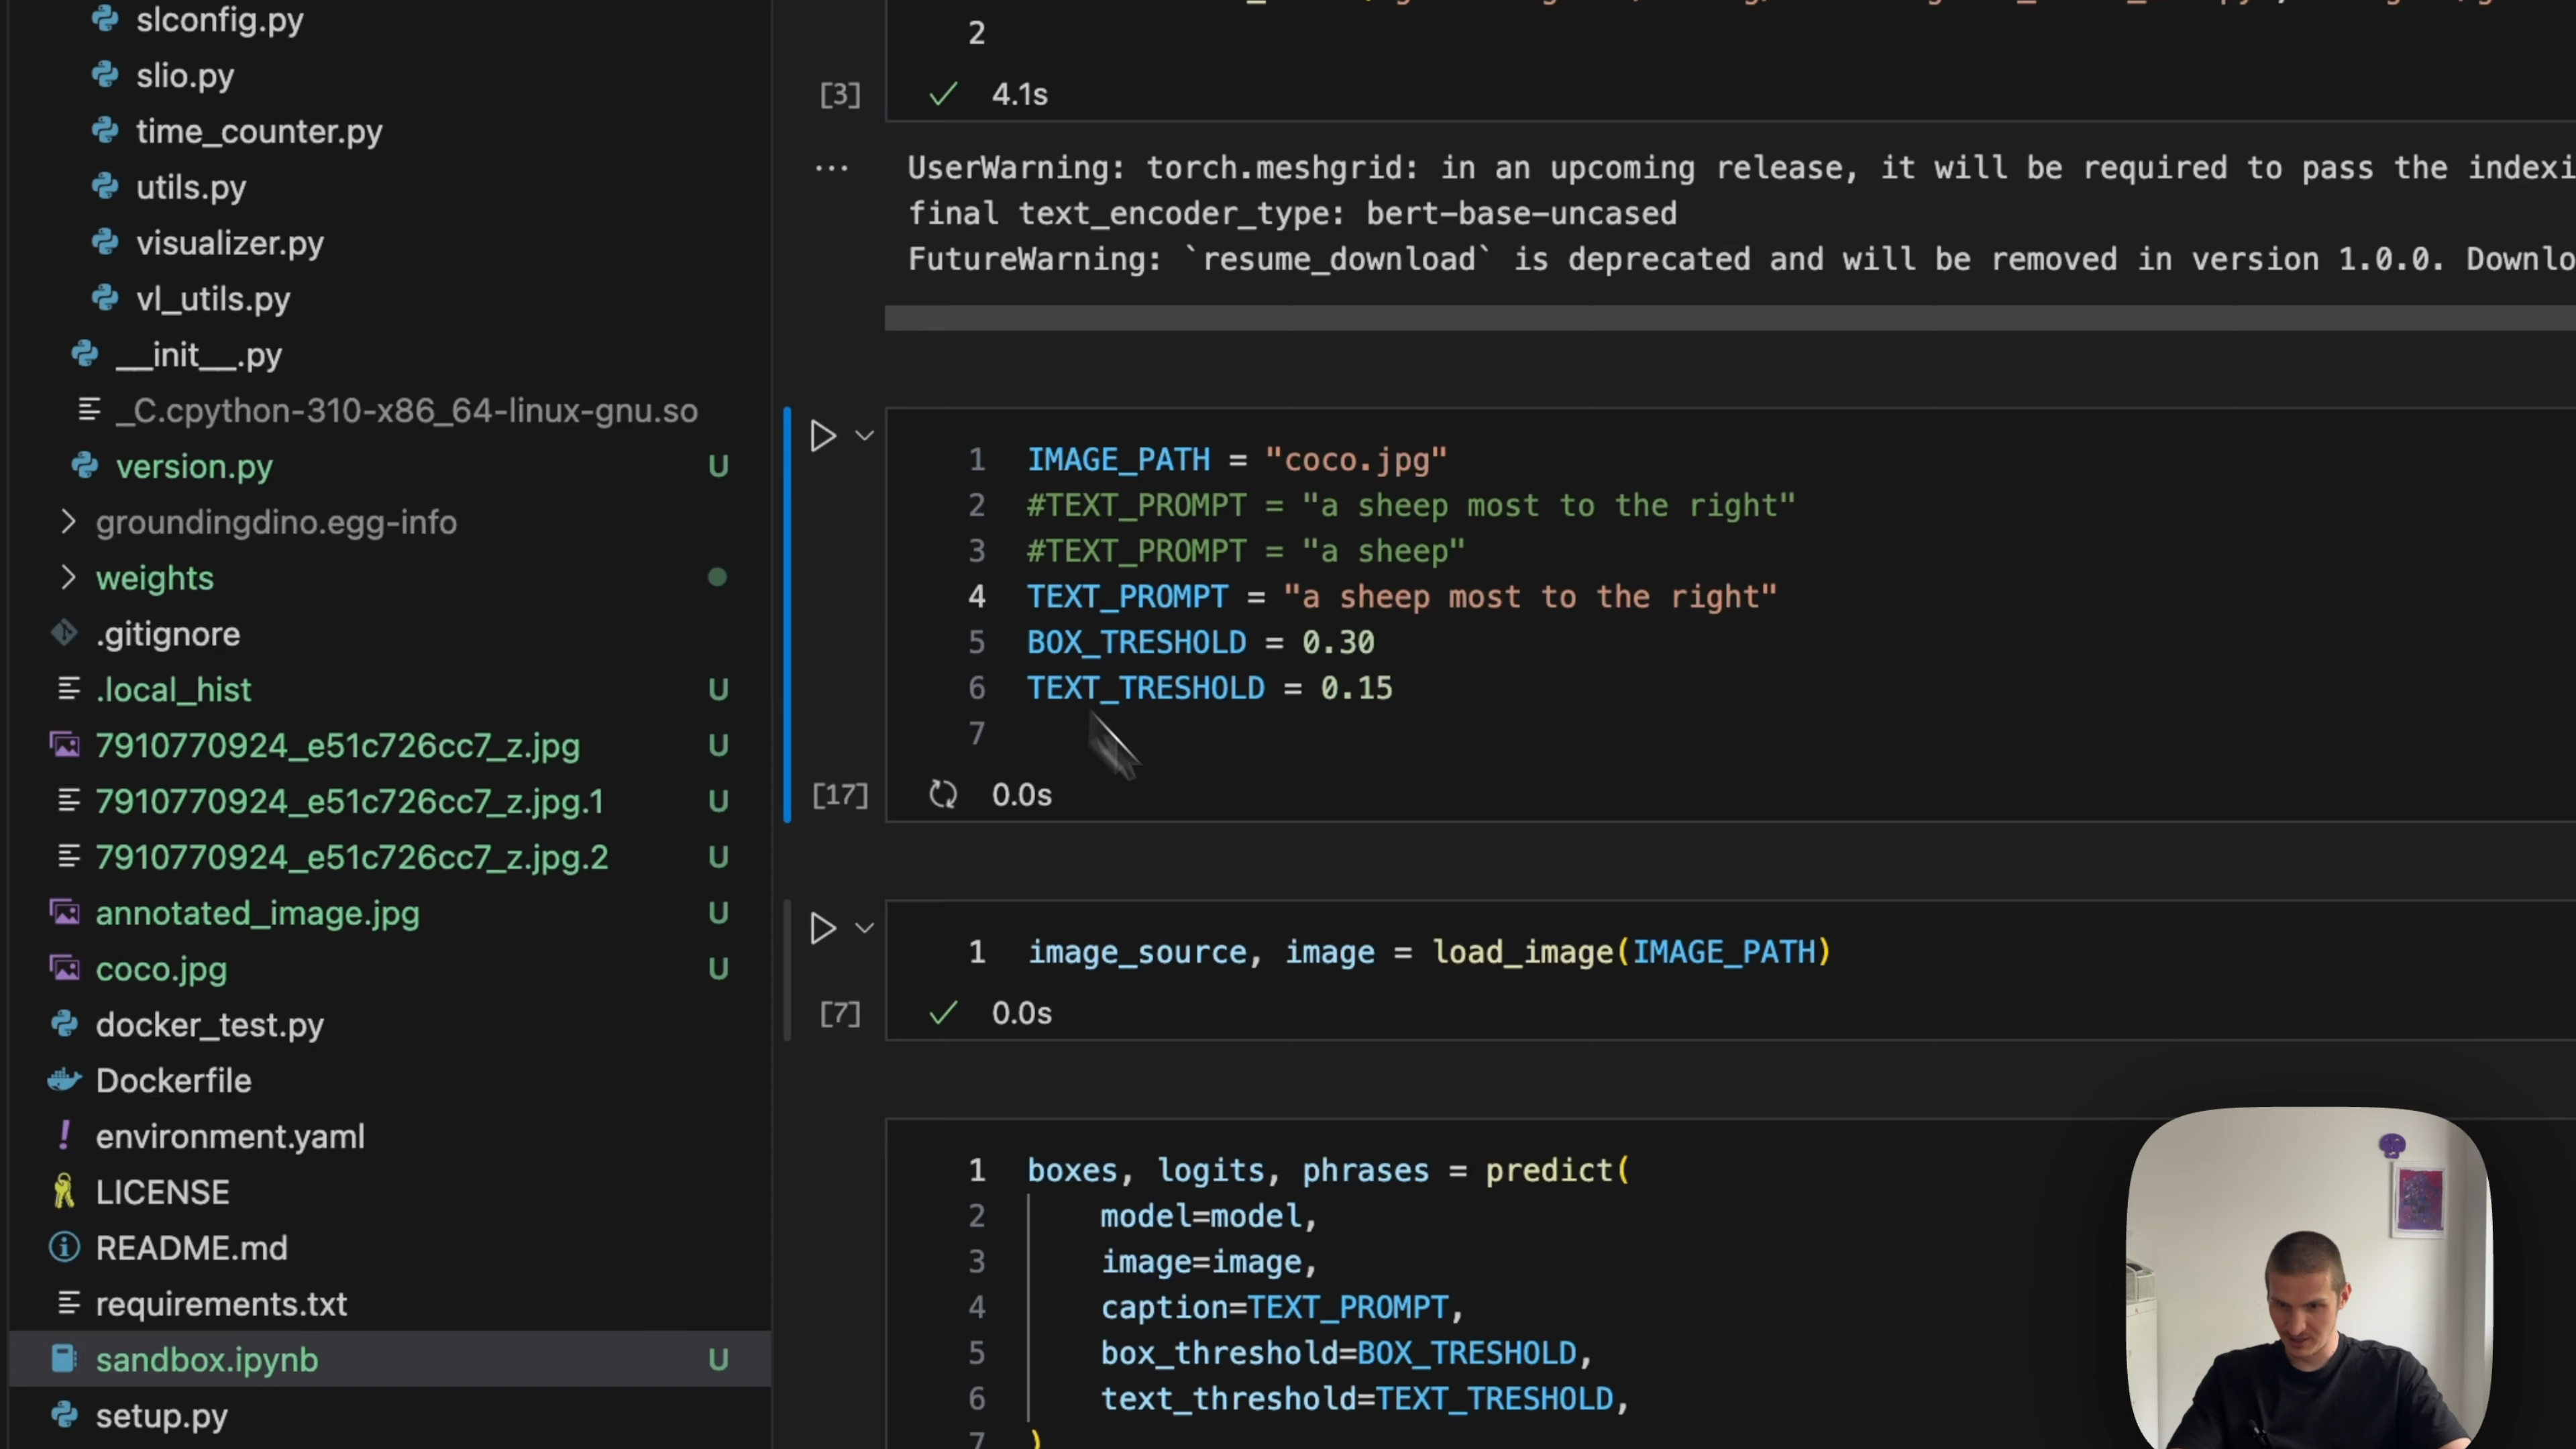 slconfig.py
slio.py
time_counter.py
utils.py
visualizer.py
vl_utils.py
__init__.py
_C.cpython-310-x86_64-linux-gnu.so
version.py U
groundingdino.egg-info
weights
.gitignore
.local_hist U
7910770924_e51c726cc7_z.jpg U
7910770924_e51c726cc7_z.jpg.1 U
7910770924_e51c726cc7_z.jpg.2 U
annotated_image.jpg U
coco.jpg U
docker_test.py
Dockerfile
environment.yaml
LICENSE
README.md
requirements.txt
sandbox.ipynb U
setup.py
2
[3] 4.1s
UserWarning: torch.meshgrid: in an upcoming release, it will be required to pass the indexi
final text_encoder_type: bert-base-uncased
FutureWarning: `resume_download` is deprecated and will be removed in version 1.0.0. Downlo
1 IMAGE_PATH = "coco.jpg"
2 #TEXT_PROMPT = "a sheep most to the right"
3 #TEXT_PROMPT = "a sheep"
4 TEXT_PROMPT = "a sheep most to the right"
5 BOX_TRESHOLD = 0.30
6 TEXT_TRESHOLD = 0.15
7
[17] 0.0s
1 image_source, image = load_image(IMAGE_PATH)
[7] 0.0s
1 boxes, logits, phrases = predict(
2 model=model,
3 image=image,
4 caption=TEXT_PROMPT,
5 box_threshold=BOX_TRESHOLD,
6 text_threshold=TEXT_TRESHOLD,
7 )